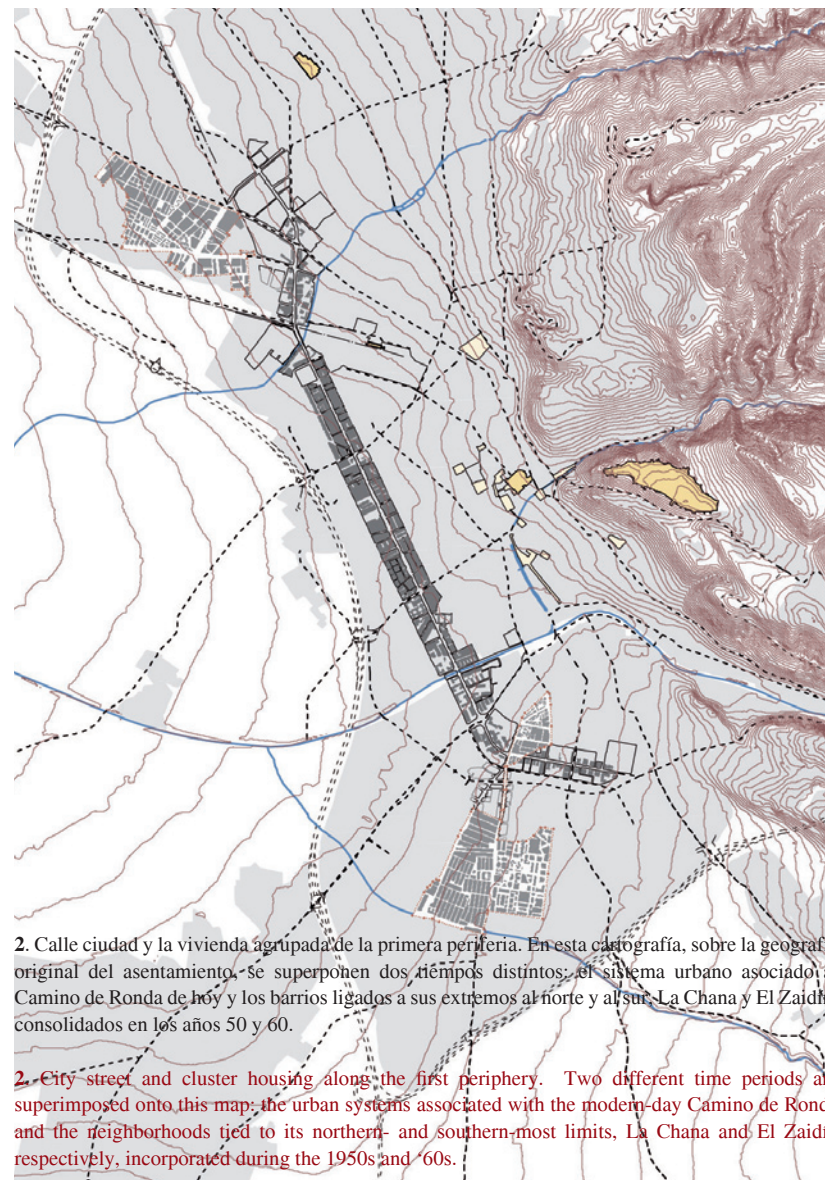 2. Calle ciudad y la vivienda agrupada de la primera periferia. En esta cartografía, sobre la
original del asentamiento, se superponen dos tiempos distintos: el sistema urbano asociado
Camino de Ronda de hoy y los barrios ligados a sus extremos al norte y al sur, La Chana y El
consolidados en los años 50 y 60.
2. City street and cluster housing along the first periphery. Two different time periods
superimposed onto this map: the urban systems associated with the modern-day Camino de
and the neighborhoods tied to its northern- and southern-most limits, La Chana and El
respectively, incorporated during the 1950s and ‘60s.